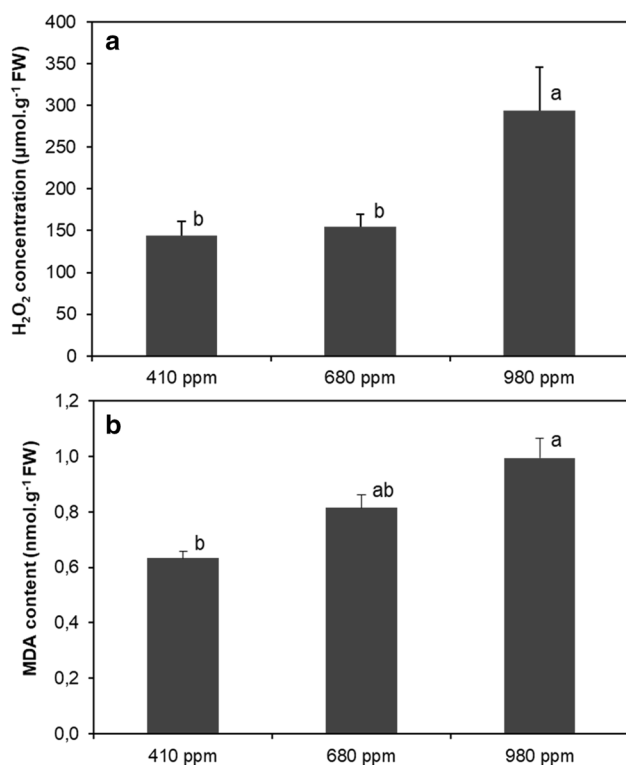 a
H₂O₂ concentration (µmol.g⁻¹ FW)
400
350
300
250
200
150
100
50
0
b
b
a
410 ppm
680 ppm
980 ppm
b
MDA content (nmol.g⁻¹ FW)
1,2
1,0
0,8
0,6
0,4
0,2
0,0
b
ab
a
410 ppm
680 ppm
980 ppm